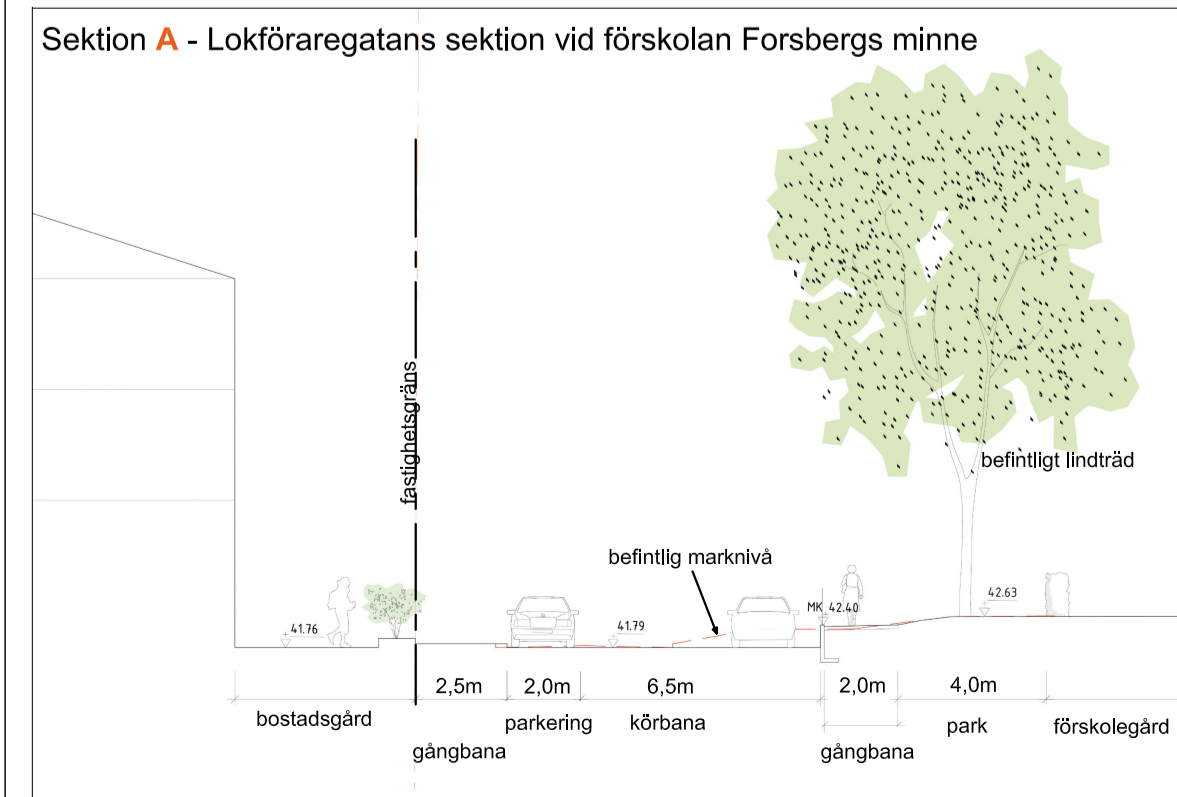 Sektion A - Lokföraregatans sektion vid förskolan Forsbergs minne
fastighetsgräns
befintligt lindträd
befintlig marknivå
41.76
41.79
MK 42.40
42.63
2,5m
2,0m
6,5m
2,0m
4,0m
bostadsgård
gångbana
parkering
körbana
gångbana
park
förskolegård